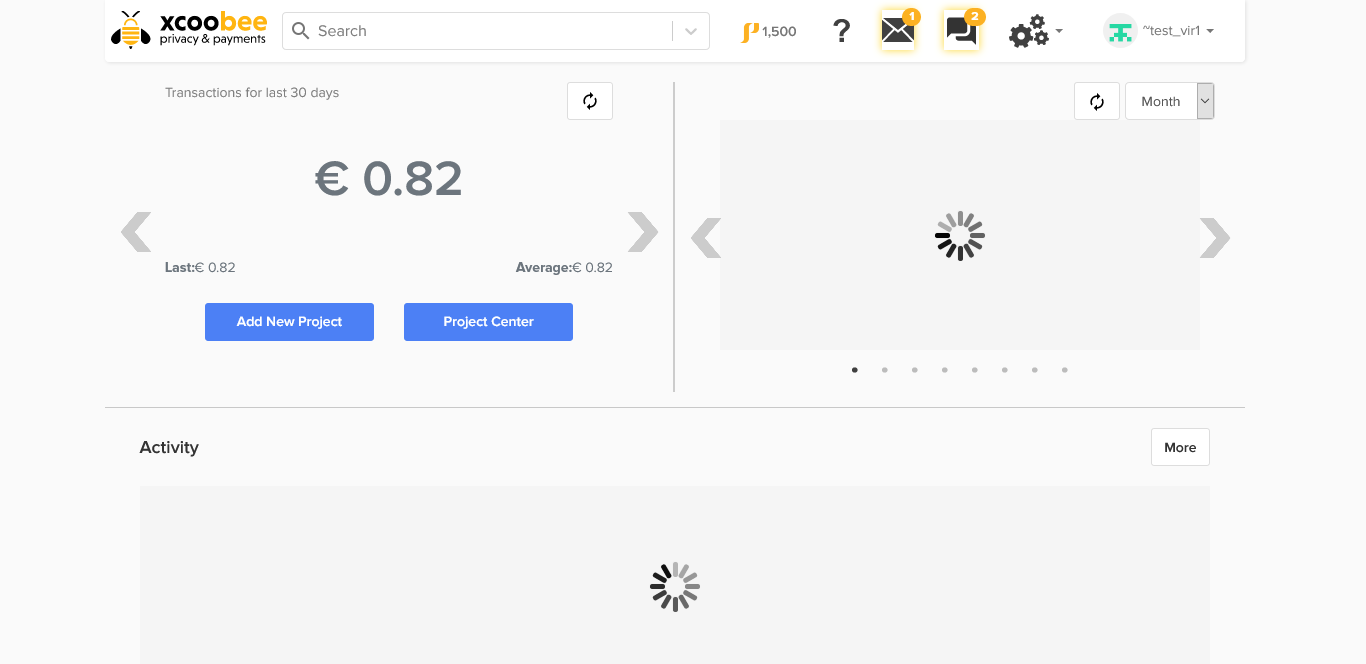 xcoobee
privacy & payments
Search
1,500
?
1
2
~test_vir1
Transactions for last 30 days
Month
€ 0.82
Last:€ 0.82
Average:€ 0.82
Add New Project
Project Center
Activity
More